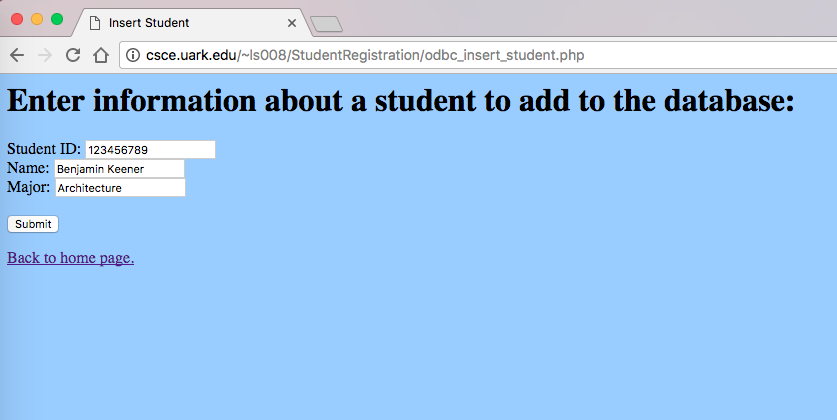 Insert Student
csce.uark.edu/~ls008/StudentRegistration/odbc_insert_student.php
Enter information about a student to add to the database:
Student ID: 123456789
Name: Benjamin Keener
Major: Architecture
Submit
Back to home page.